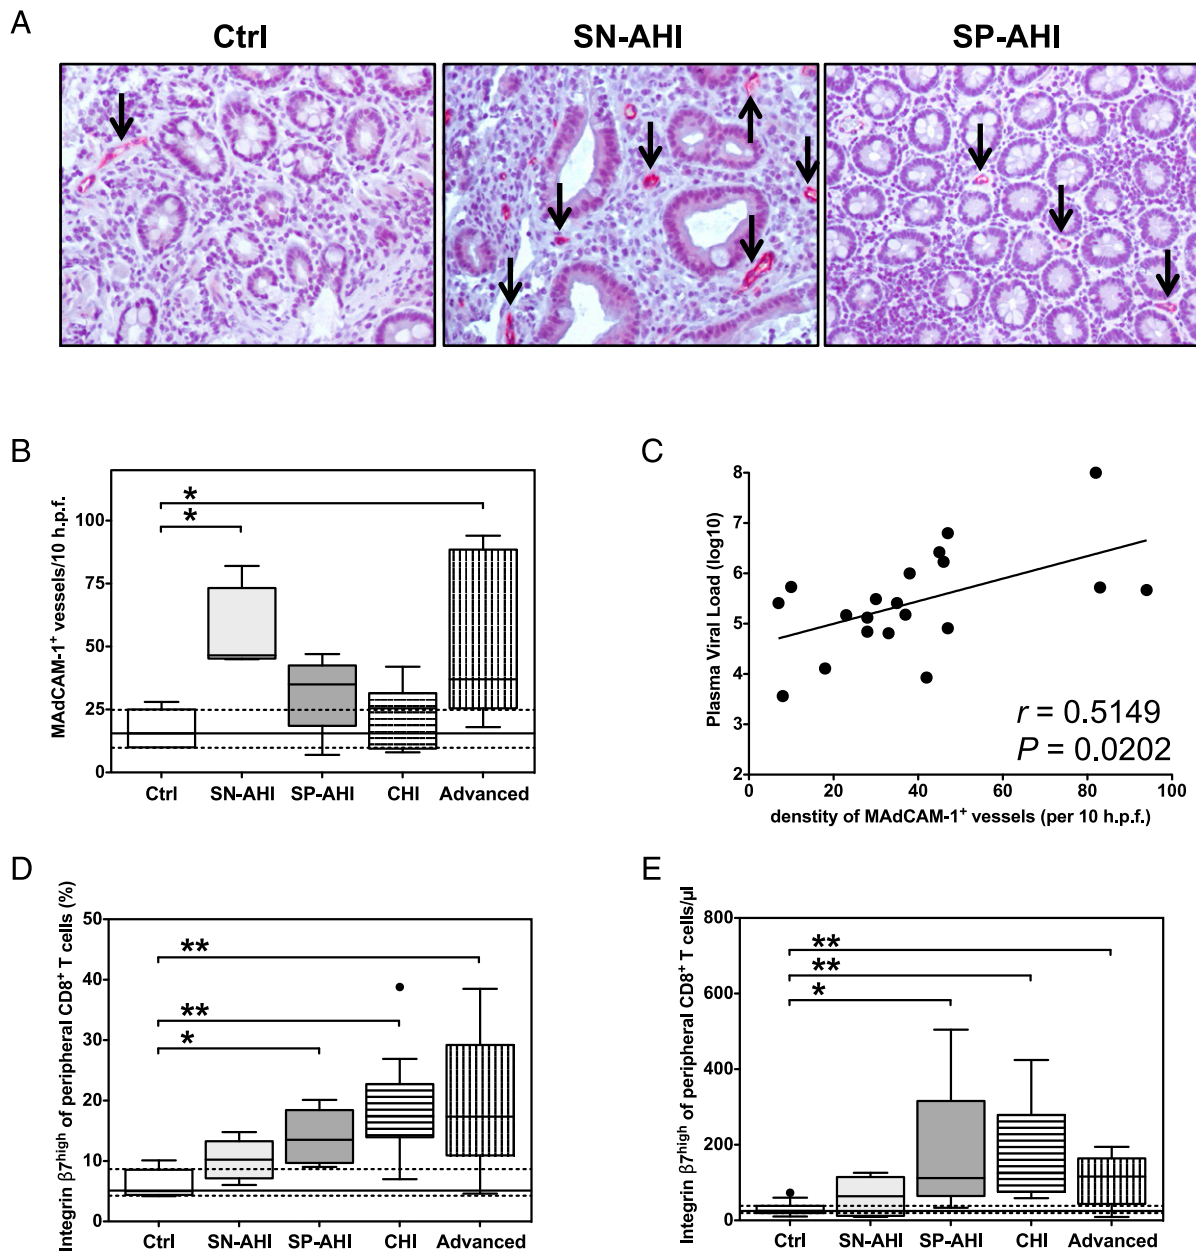 A
Ctrl
SN-AHI
SP-AHI
B
MAdCAM-1⁺ vessels/10 h.p.f.
100
75
50
25
0
*
*
Ctrl
SN-AHI
SP-AHI
CHI
Advanced
C
Plasma Viral Load (log10)
8
7
6
5
4
3
2
r = 0.5149
P = 0.0202
0
20
40
60
80
100
denstity of MAdCAM-1⁺ vessels (per 10 h.p.f.)
D
Integrin β7ʰⁱᵍʰ of peripheral CD8⁺ T cells (%)
50
40
30
20
10
0
**
**
*
Ctrl
SN-AHI
SP-AHI
CHI
Advanced
E
Integrin β7ʰⁱᵍʰ of peripheral CD8⁺ T cells/µl
800
600
400
200
0
**
**
*
Ctrl
SN-AHI
SP-AHI
CHI
Advanced